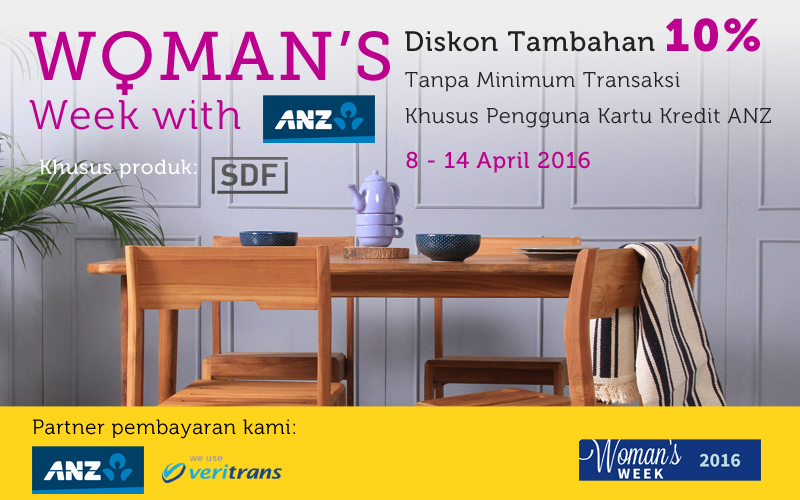 WOMAN'S
Week with ANZ
Khusus produk: SDF
Diskon Tambahan 10%
Tanpa Minimum Transaksi
Khusus Pengguna Kartu Kredit ANZ
8 - 14 April 2016
Partner pembayaran kami:
ANZ
we use
veritrans
Woman's
WEEK
2016